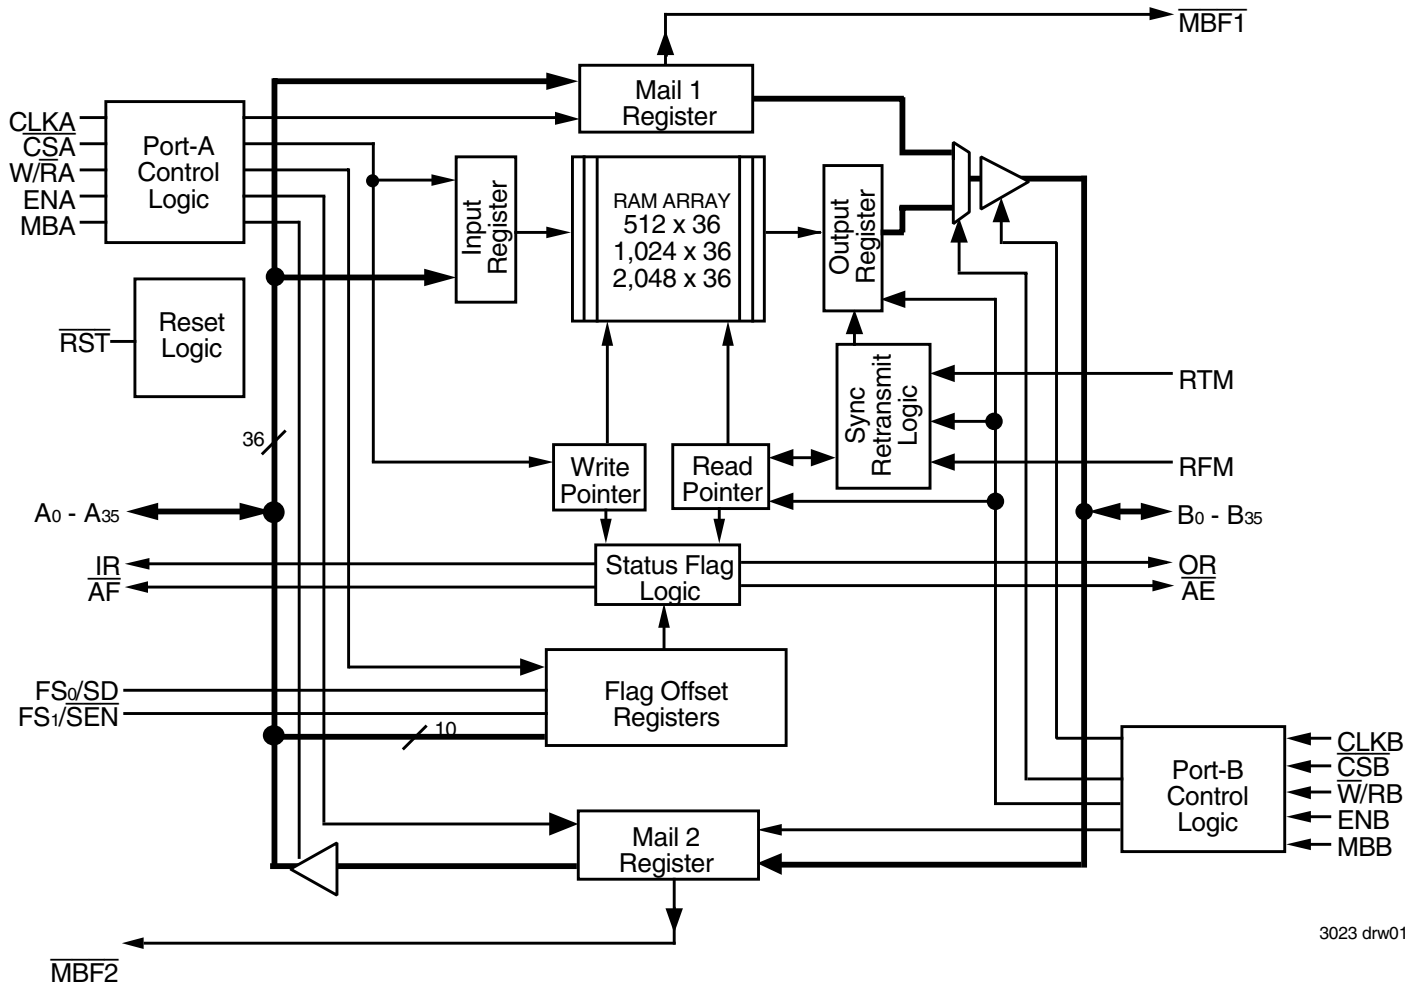 MBF1
Mail 1
Register
CLKA
CSA
W/RA
ENA
MBA
Port-A
Control
Logic
Input
Register
RAM ARRAY
512 x 36
1,024 x 36
2,048 x 36
Output
Register
RST
Reset
Logic
Sync
Retransmit
Logic
RTM
RFM
36
Write
Pointer
Read
Pointer
A0 - A35
B0 - B35
IR
AF
Status Flag
Logic
OR
AE
FS0/SD
FS1/SEN
Flag Offset
Registers
10
Port-B
Control
Logic
CLKB
CSB
W/RB
ENB
MBB
Mail 2
Register
MBF2
3023 drw01